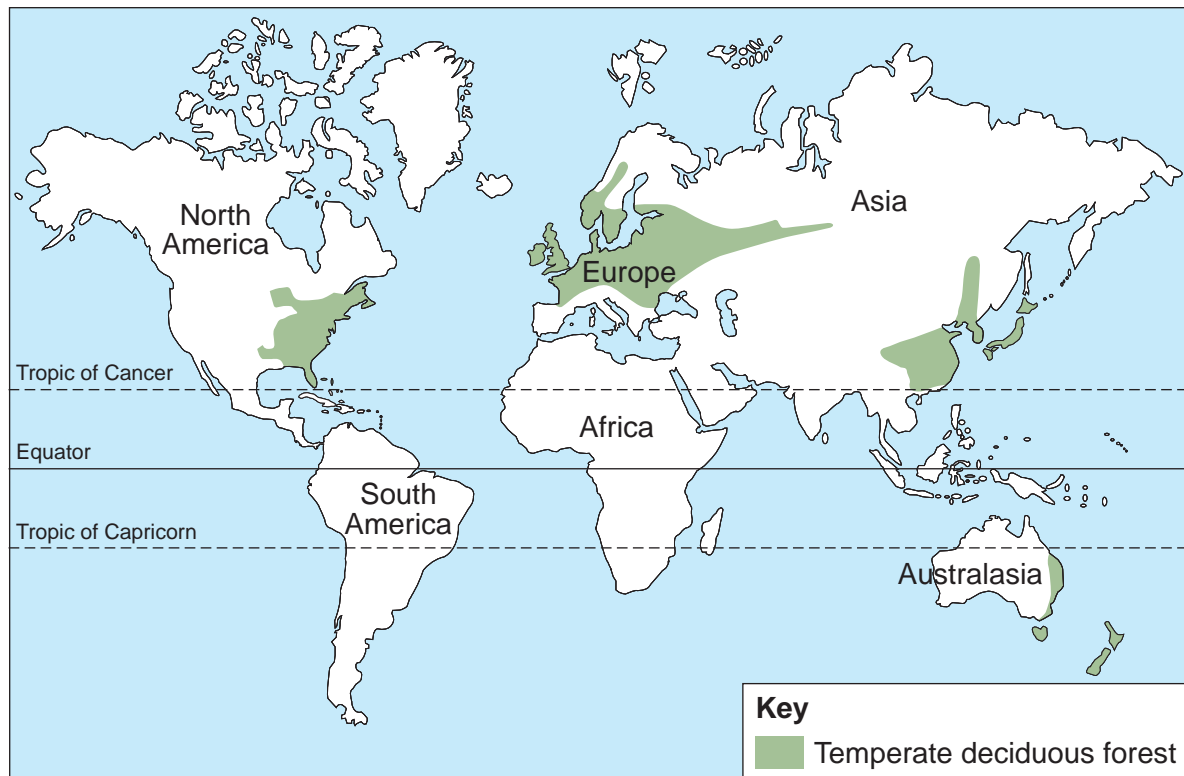 North
America
Asia
Europe
Tropic of Cancer
Africa
Equator
South
America
Tropic of Capricorn
Australasia
Key
Temperate deciduous forest